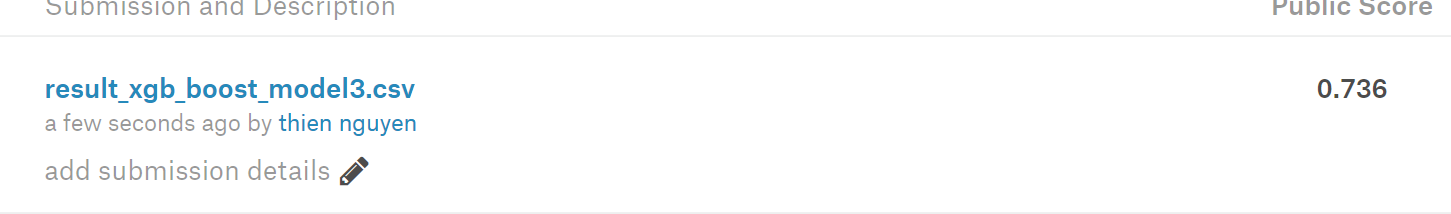 Submission and Description Public Score
result_xgb_boost_model3.csv 0.736
a few seconds ago by thien nguyen
add submission details